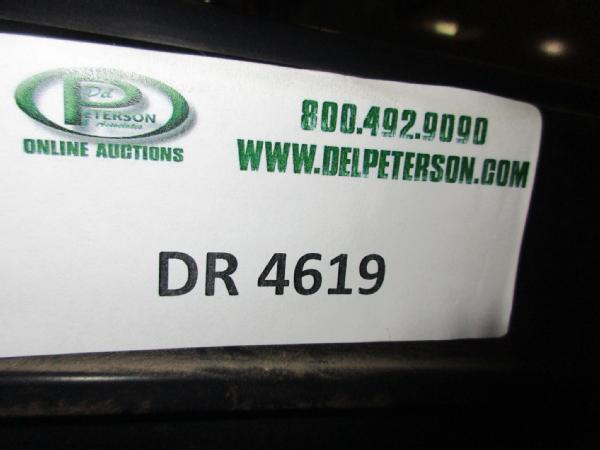 Del
PETERSON
Associates
ONLINE AUCTIONS
800.492.9090
WWW.DELPETERSON.COM
DR 4619